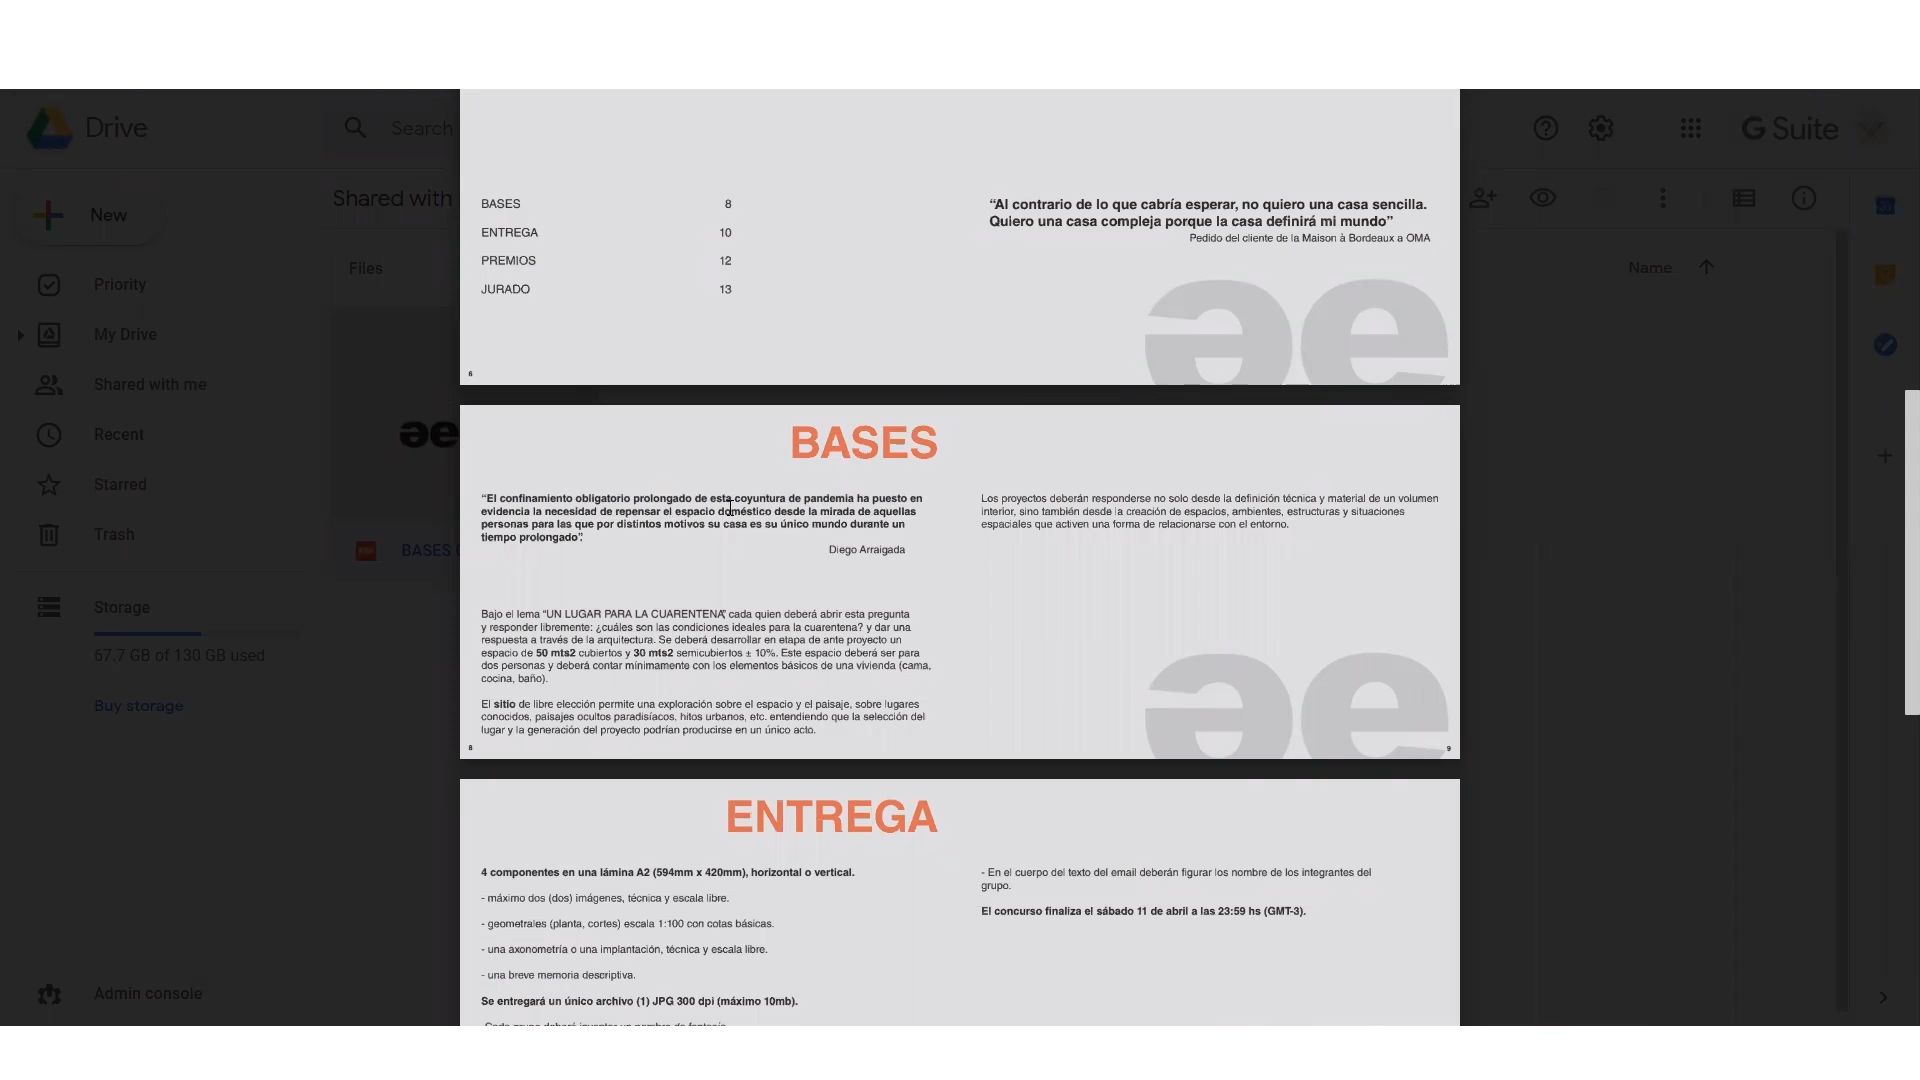 Drive
Search
G Suite
New
Shared with
Priority
My Drive
Shared with me
Recent
Starred
Trash
Storage
67.7 GB of 130 GB used
Buy storage
Admin console
Files
Name
ae
BASES
BASES 8
ENTREGA 10
PREMIOS 12
JURADO 13
“Al contrario de lo que cabría esperar, no quiero una casa sencilla.
Quiero una casa compleja porque la casa definirá mi mundo”
Pedido del cliente de la Maison à Bordeaux a OMA
ae
6
BASES
“El confinamiento obligatorio prolongado de esta coyuntura de pandemia ha puesto en
evidencia la necesidad de repensar el espacio doméstico desde la mirada de aquellas
personas para las que por distintos motivos su casa es su único mundo durante un
tiempo prolongado”.
Diego Arraigada
Bajo el lema “UN LUGAR PARA LA CUARENTENA”, cada quien deberá abrir esta pregunta
y responder libremente: ¿cuáles son las condiciones ideales para la cuarentena? y dar una
respuesta a través de la arquitectura. Se deberá desarrollar en etapa de ante proyecto un
espacio de 50 mts2 cubiertos y 30 mts2 semicubiertos ± 10%. Este espacio deberá ser para
dos personas y deberá contar mínimamente con los elementos básicos de una vivienda (cama,
cocina, baño).
El sitio de libre elección permite una exploración sobre el espacio y el paisaje, sobre lugares
conocidos, paisajes ocultos paradisíacos, hitos urbanos, etc. entendiendo que la selección del
lugar y la generación del proyecto podrían producirse en un único acto.
8
Los proyectos deberán responderse no solo desde la definición técnica y material de un volumen
interior, sino también desde la creación de espacios, ambientes, estructuras y situaciones
espaciales que activen una forma de relacionarse con el entorno.
ae
9
ENTREGA
4 componentes en una lámina A2 (594mm x 420mm), horizontal o vertical.
- máximo dos (dos) imágenes, técnica y escala libre.
- geometrales (planta, cortes) escala 1:100 con cotas básicas.
- una axonometría o una implantación, técnica y escala libre.
- una breve memoria descriptiva.
Se entregará un único archivo (1) JPG 300 dpi (máximo 10mb).
- En el cuerpo del texto del email deberán figurar los nombre de los integrantes del
grupo.
El concurso finaliza el sábado 11 de abril a las 23:59 hs (GMT-3).